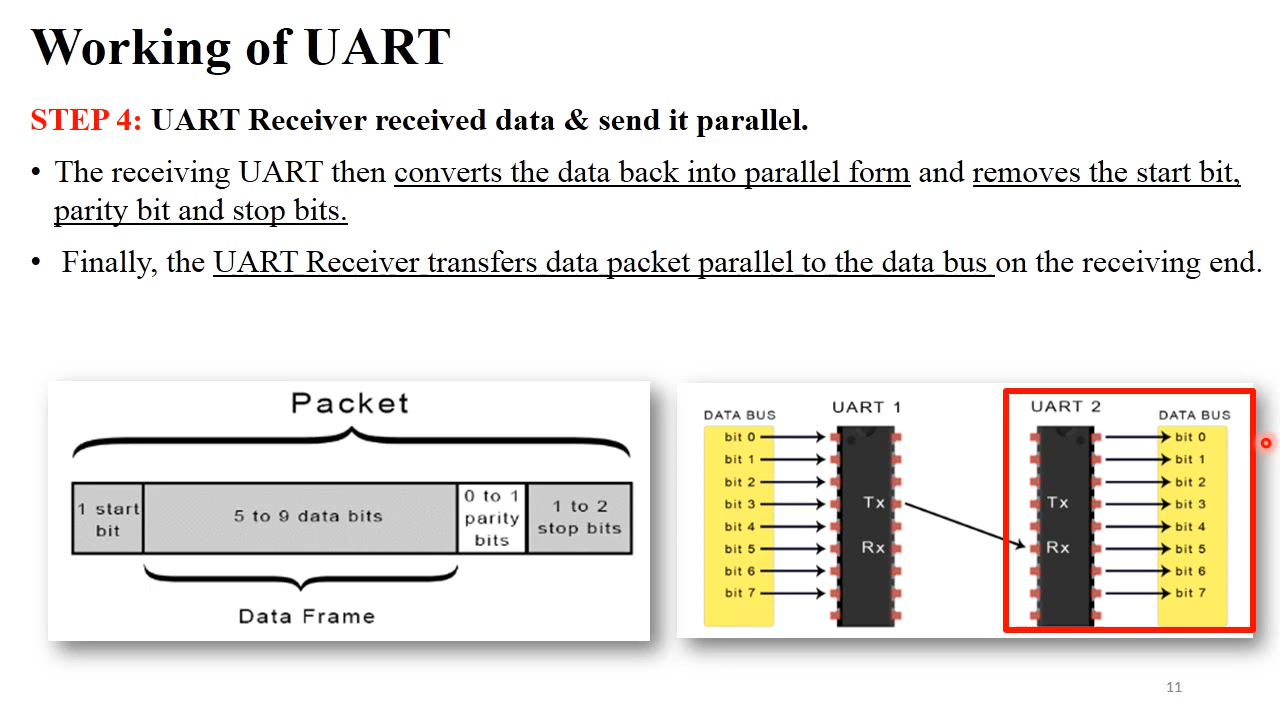 Working of UART
STEP 4: UART Receiver received data & send it parallel.
• The receiving UART then converts the data back into parallel form and removes the start bit,
parity bit and stop bits.
• Finally, the UART Receiver transfers data packet parallel to the data bus on the receiving end.
Packet
1 start
bit
5 to 9 data bits
0 to 1
parity
bits
1 to 2
stop bits
Data Frame
DATA BUS
bit 0
bit 1
bit 2
bit 3
bit 4
bit 5
bit 6
bit 7
UART 1
Tx
Rx
UART 2
Tx
Rx
DATA BUS
bit 0
bit 1
bit 2
bit 3
bit 4
bit 5
bit 6
bit 7
11